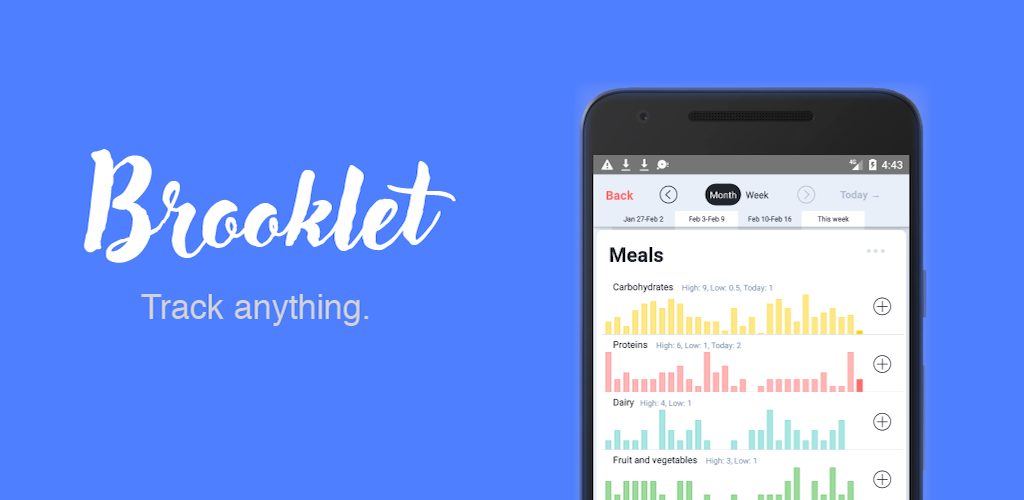 Brooklet
Track anything.
4G 4:43
Back Month Week Today →
Jan 27-Feb 2 Feb 3-Feb 9 Feb 10-Feb 16 This week
Meals
Carbohydrates High: 9, Low: 0.5, Today: 1
Proteins High: 6, Low: 1, Today: 2
Dairy High: 4, Low: 1
Fruit and vegetables High: 3, Low: 1